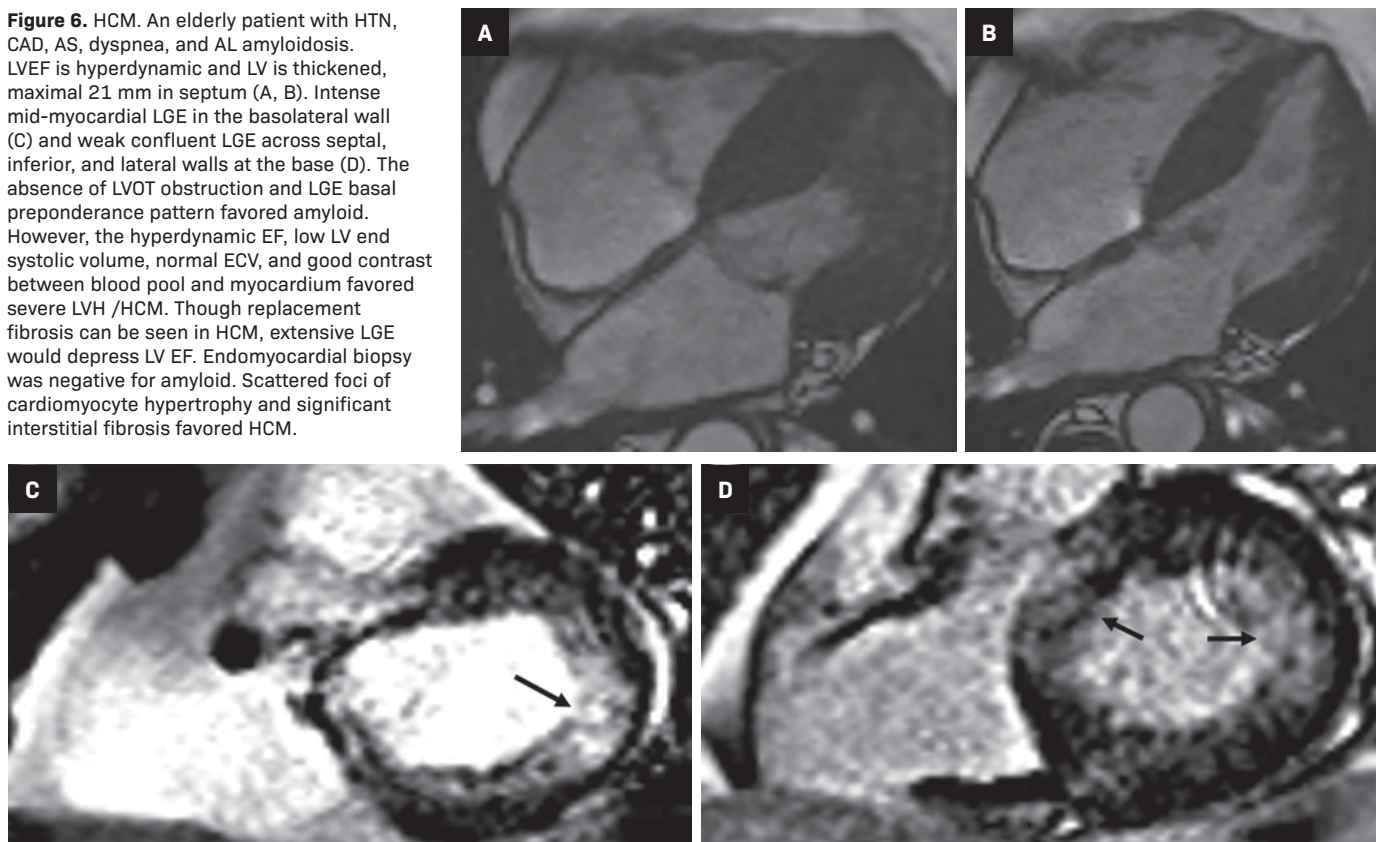 Figure 6. HCM. An elderly patient with HTN,
CAD, AS, dyspnea, and AL amyloidosis.
LVEF is hyperdynamic and LV is thickened,
maximal 21 mm in septum (A, B). Intense
mid-myocardial LGE in the basolateral wall
(C) and weak confluent LGE across septal,
inferior, and lateral walls at the base (D). The
absence of LVOT obstruction and LGE basal
preponderance pattern favored amyloid.
However, the hyperdynamic EF, low LV end
systolic volume, normal ECV, and good contrast
between blood pool and myocardium favored
severe LVH /HCM. Though replacement
fibrosis can be seen in HCM, extensive LGE
would depress LV EF. Endomyocardial biopsy
was negative for amyloid. Scattered foci of
cardiomyocyte hypertrophy and significant
interstitial fibrosis favored HCM.
A
B
C
D